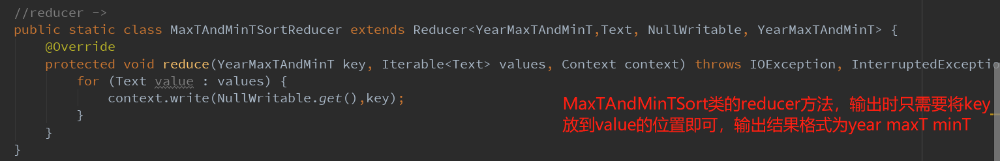 //reducer ->
public static class MaxTAndMinTSortReducer extends Reducer<YearMaxTAndMinT,Text, NullWritable, YearMaxTAndMinT> {
@Override
protected void reduce(YearMaxTAndMinT key, Iterable<Text> values, Context context) throws IOException, InterruptedExceptio
for (Text value : values) {
context.write(NullWritable.get(),key);
}
}
}
MaxTAndMinTSort类的reducer方法，输出时只需要将key
放到value的位置即可，输出结果格式为year maxT minT